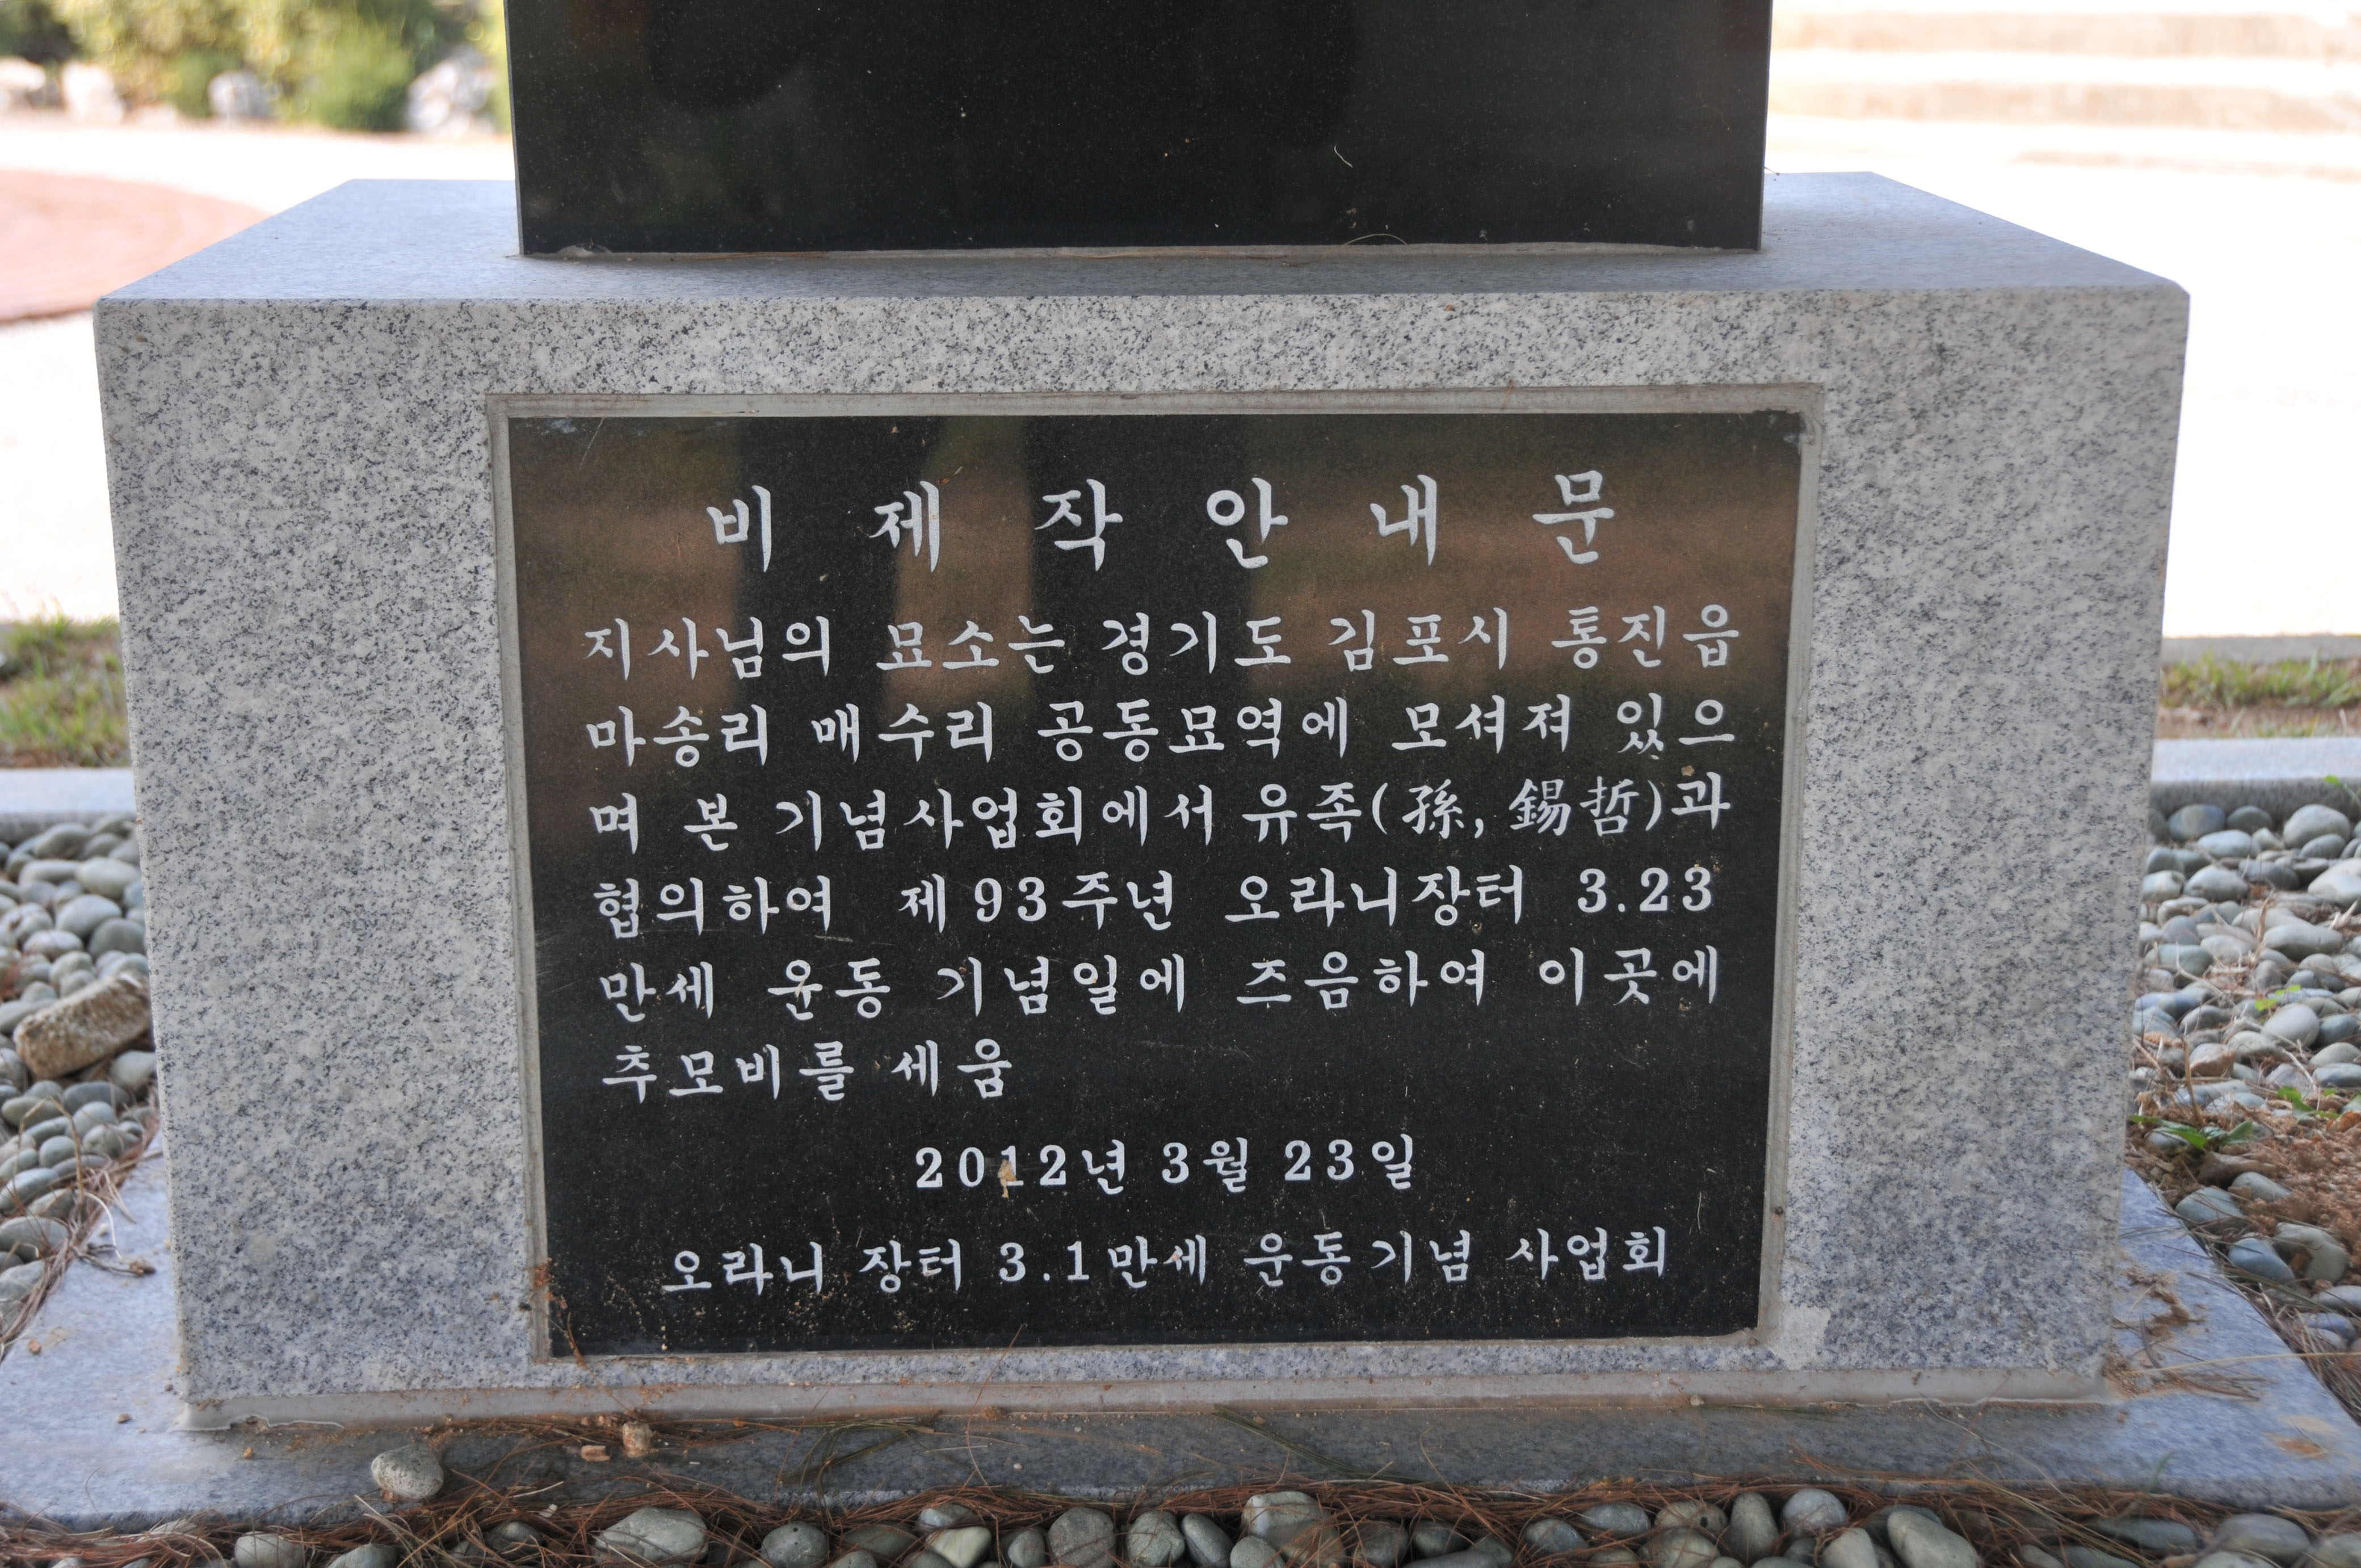 비 제 작 안 내 문
지사님의 묘소는 경기도 김포시 통진읍
마송리 매수리 공동묘역에 모셔져 있으
며 본 기념사업회에서 유족(孫, 錫哲)과
협의하여 제93주년 오라니장터 3.23
만세 윤동 기념일에 즈음하여 이곳에
추모비를 세움
2012년 3월 23일
오라니 장터 3.1만세 운동기념 사업회